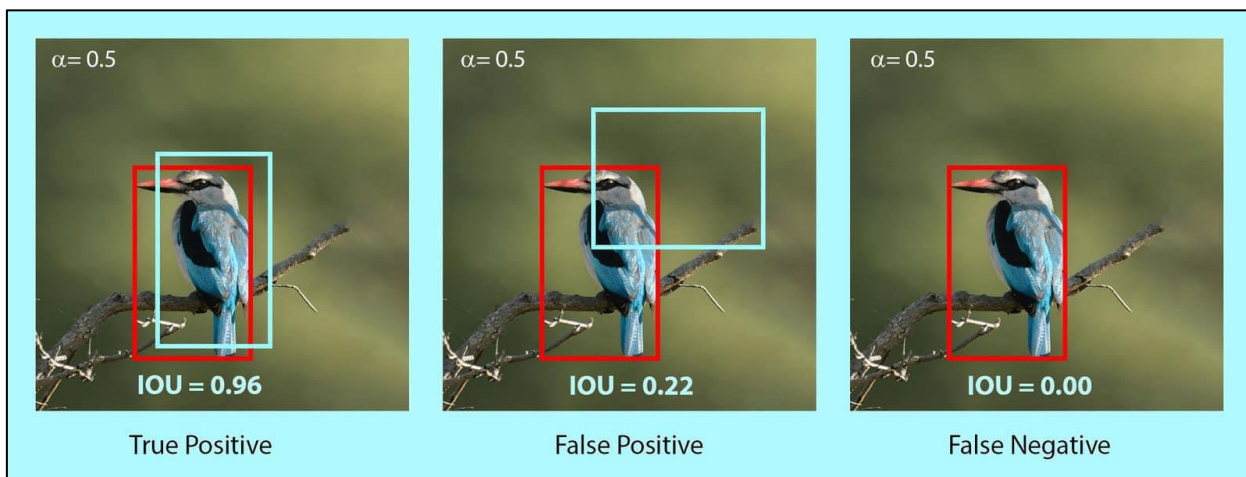 α= 0.5
IOU = 0.96
True Positive
α= 0.5
IOU = 0.22
False Positive
α= 0.5
IOU = 0.00
False Negative